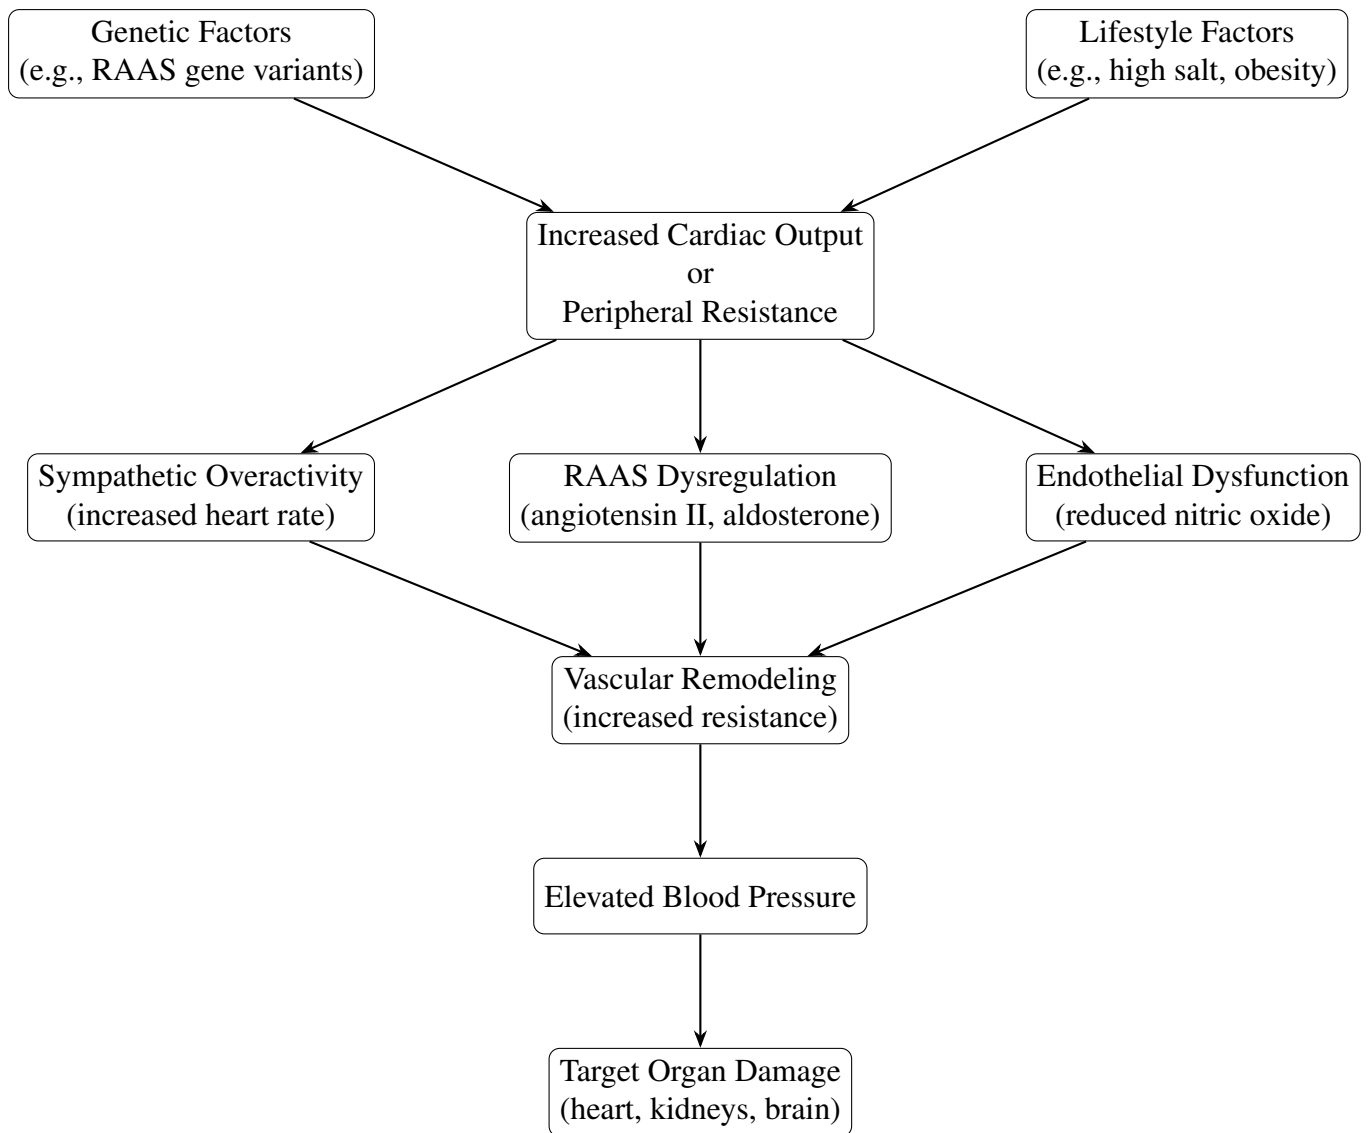 Genetic Factors
(e.g., RAAS gene variants)
Lifestyle Factors
(e.g., high salt, obesity)
Increased Cardiac Output
or
Peripheral Resistance
Sympathetic Overactivity
(increased heart rate)
RAAS Dysregulation
(angiotensin II, aldosterone)
Endothelial Dysfunction
(reduced nitric oxide)
Vascular Remodeling
(increased resistance)
Elevated Blood Pressure
Target Organ Damage
(heart, kidneys, brain)